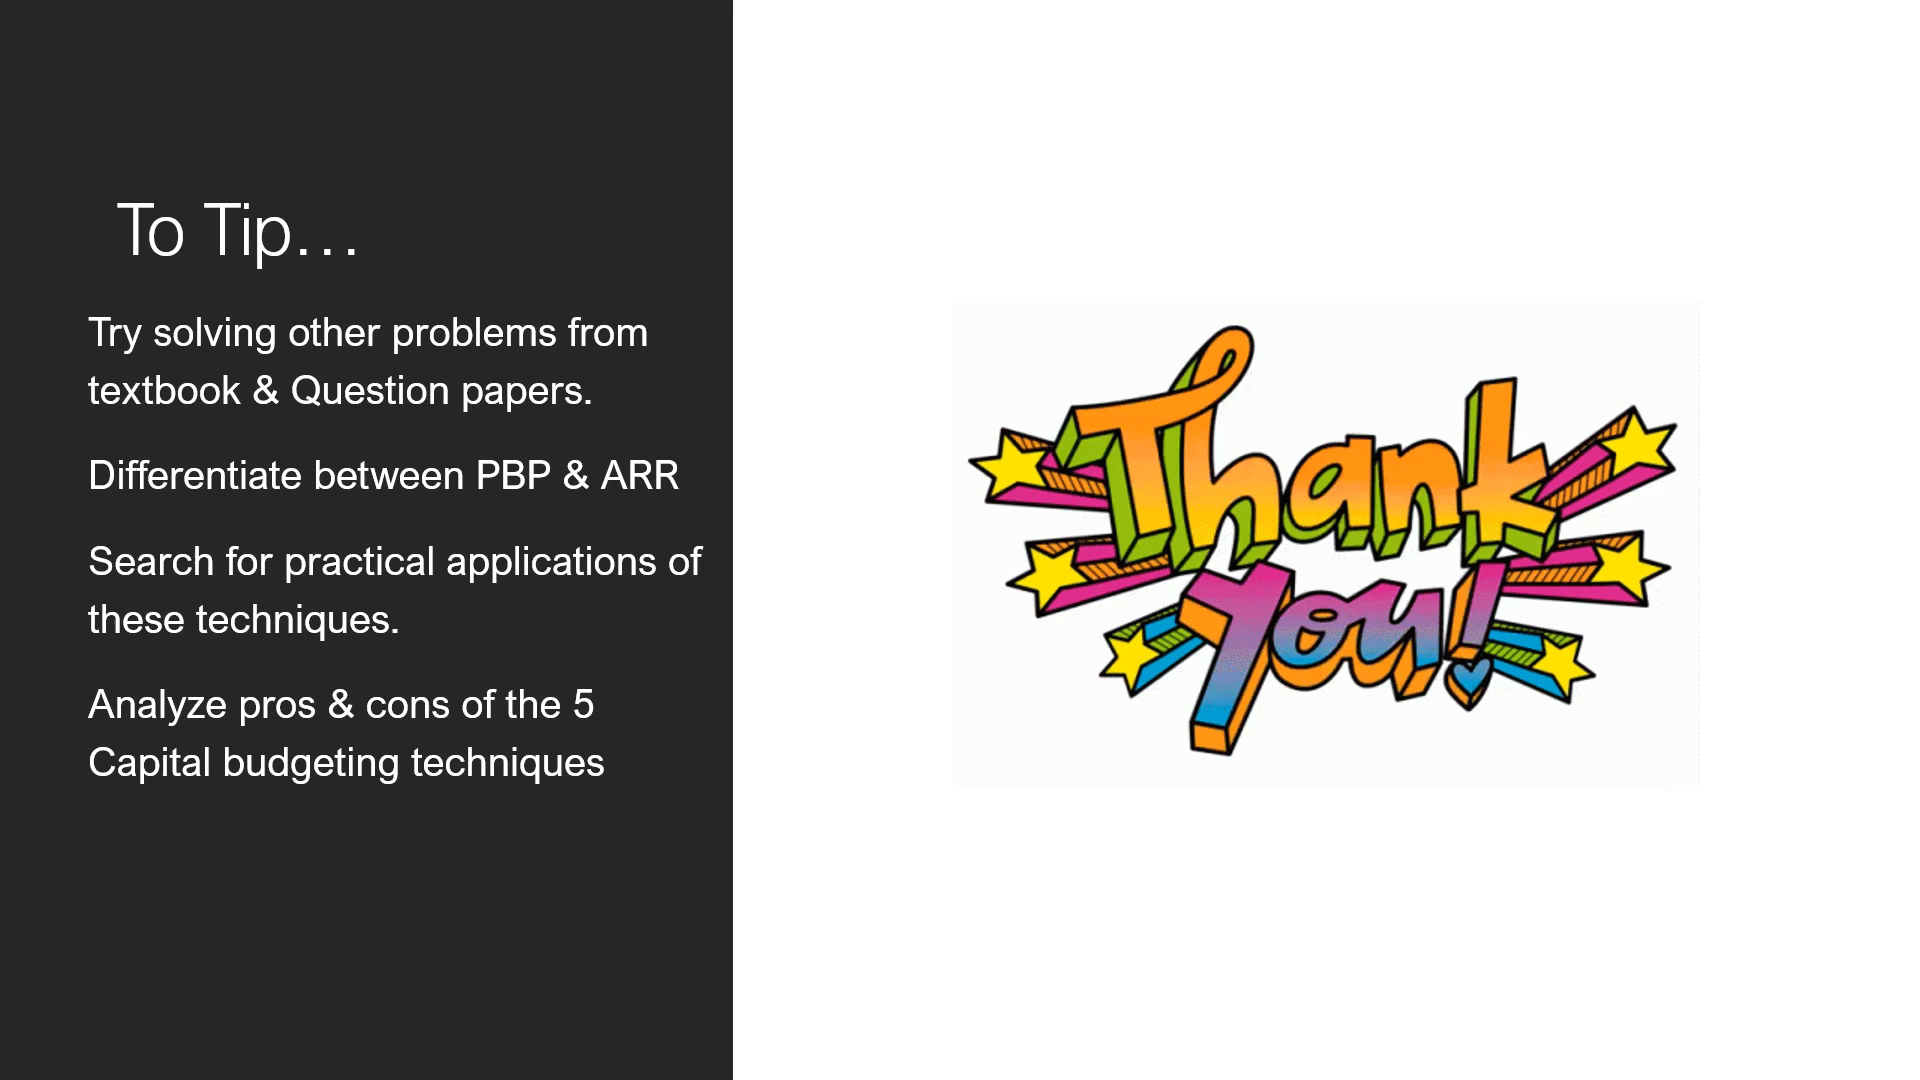 To Tip…
Try solving other problems from
textbook & Question papers.
Differentiate between PBP & ARR
Search for practical applications of
these techniques.
Analyze pros & cons of the 5
Capital budgeting techniques
Thank
You!